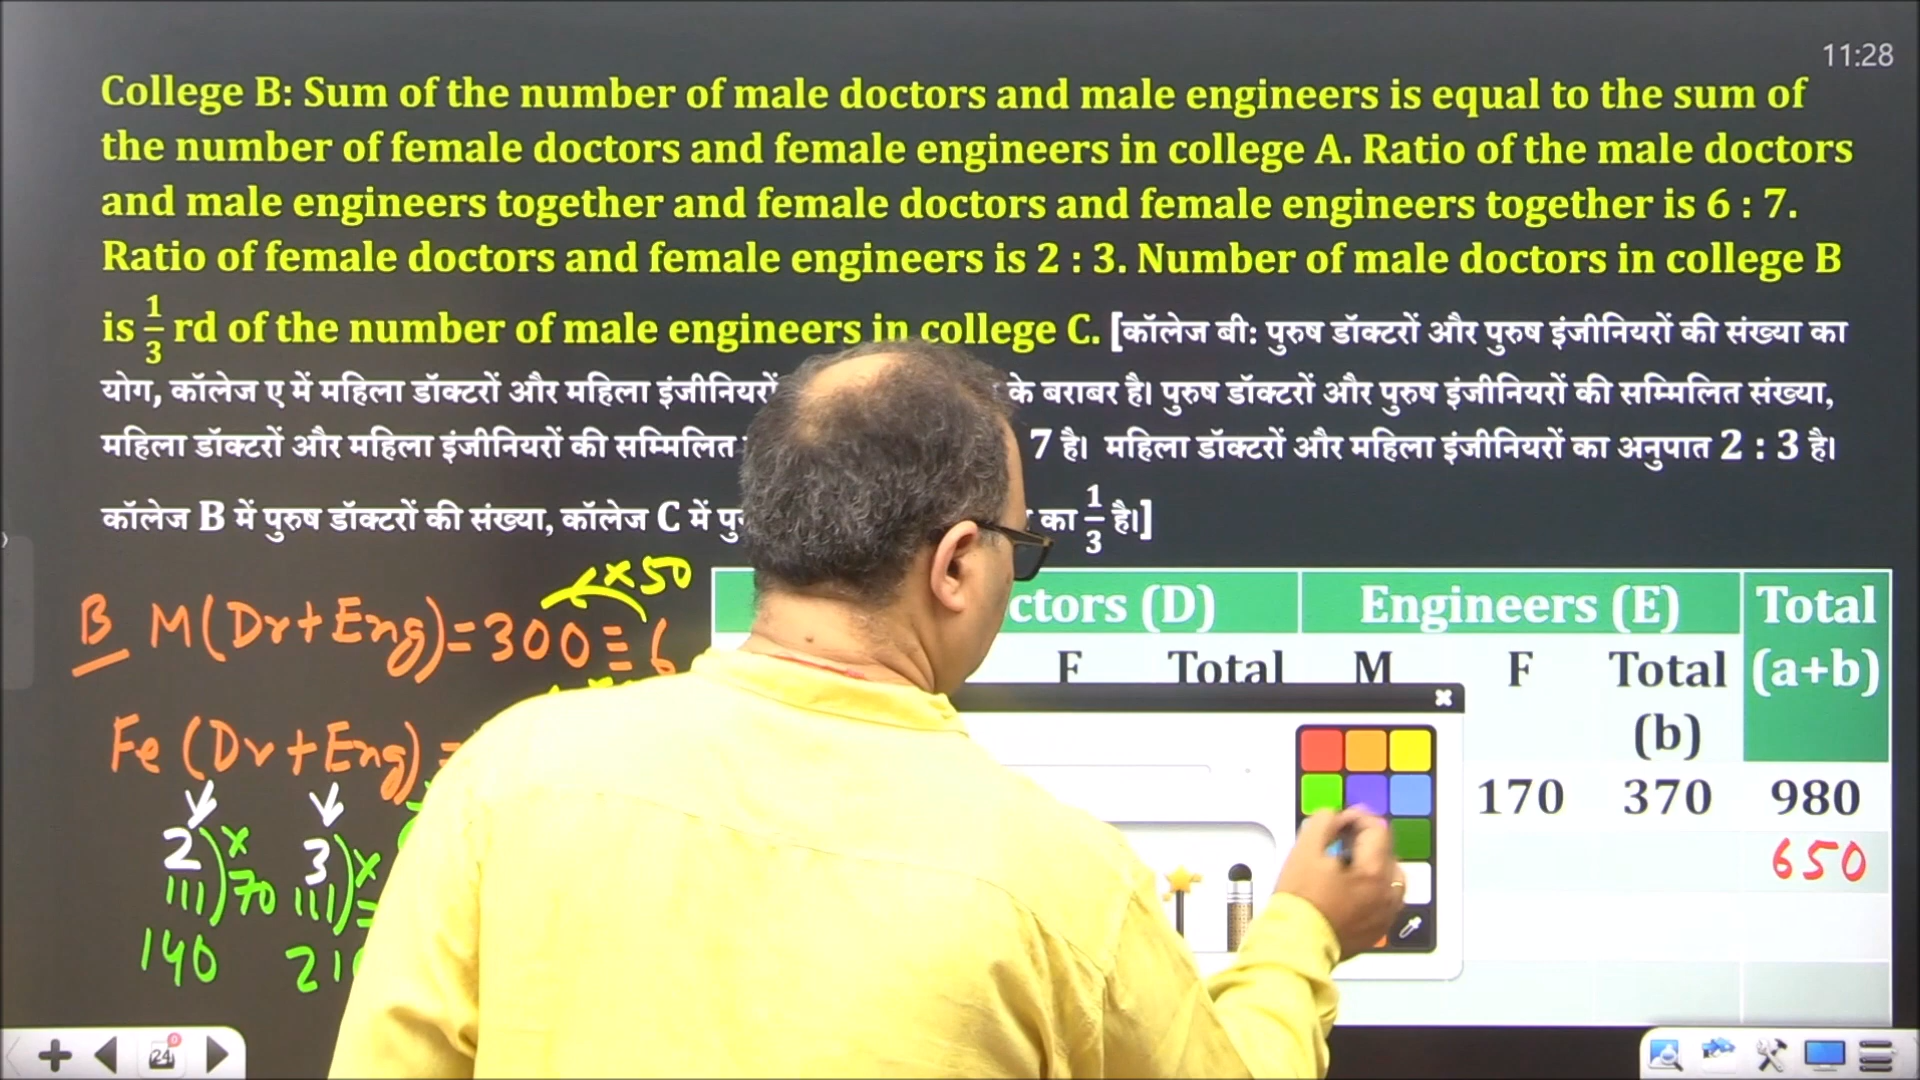 11:28
College B: Sum of the number of male doctors and male engineers is equal to the sum of
the number of female doctors and female engineers in college A. Ratio of the male doctors
and male engineers together and female doctors and female engineers together is 6 : 7.
Ratio of female doctors and female engineers is 2 : 3. Number of male doctors in college B
is 1/3 rd of the number of male engineers in college C. [कॉलेज बी: पुरुष डॉक्टरों और पुरुष इंजीनियरों की संख्या का
योग, कॉलेज ए में महिला डॉक्टरों और महिला इंजीनियरों के बराबर है। पुरुष डॉक्टरों और पुरुष इंजीनियरों की सम्मिलित संख्या,
महिला डॉक्टरों और महिला इंजीनियरों की सम्मिलित 7 है। महिला डॉक्टरों और महिला इंजीनियरों का अनुपात 2 : 3 है।
कॉलेज B में पुरुष डॉक्टरों की संख्या, कॉलेज C में का 1/3 है।]
×50
B M(Dr+Eng)=300≡6
Fe (Dr+Eng) =
2 × 3 ×
70
140
ctors (D) Engineers (E) Total
F Total M F Total (a+b)
(b)
170 370 980
650
24